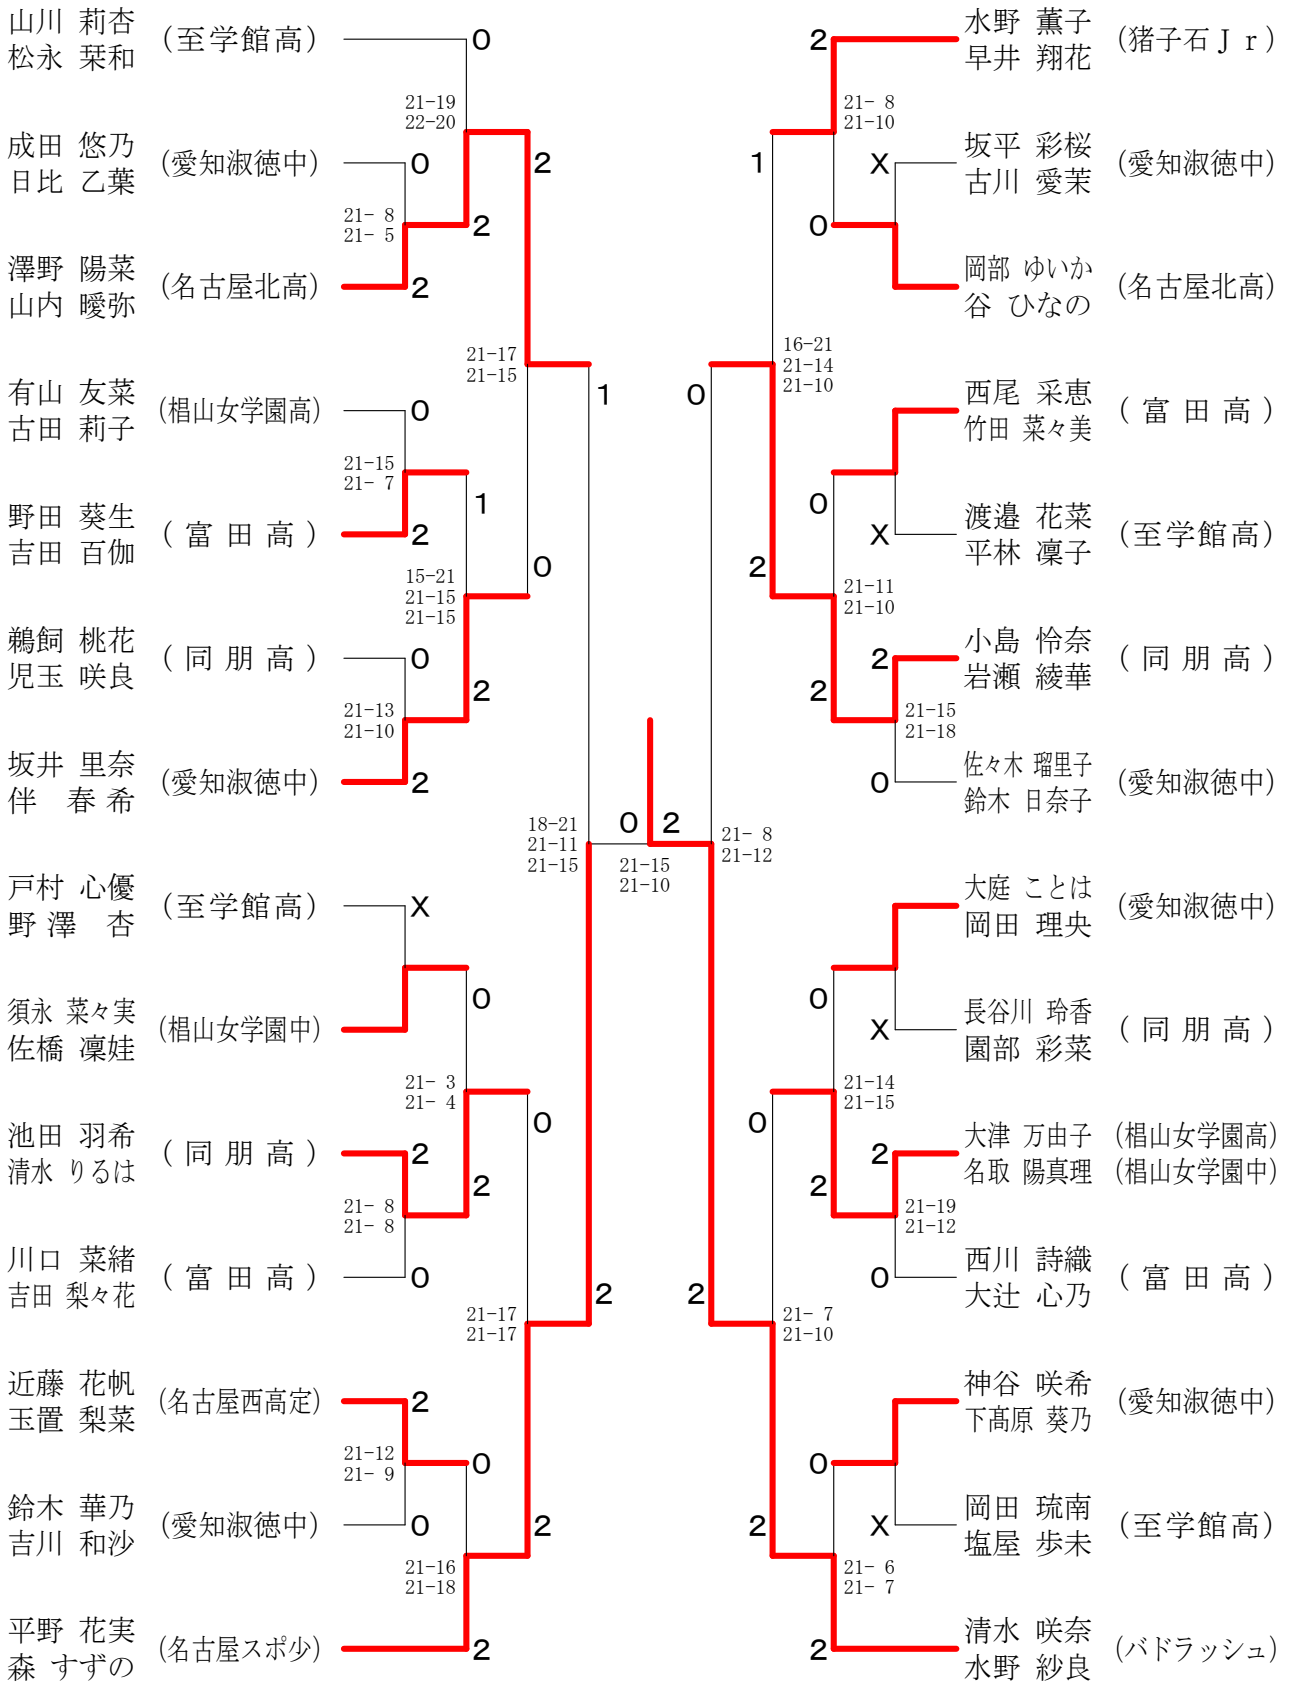 山川 莉杏
松永 栞和
(至学館高)
0
21-19
22-20
成田 悠乃
日比 乙葉
(愛知淑徳中)
0
2
21- 8
21- 5
2
澤野 陽菜
山内 曖弥
(名古屋北高)
2
21-17
21-15
1
有山 友菜
古田 莉子
(椙山女学園高)
0
21-15
21- 7
1
野田 葵生
吉田 百伽
(富田高)
2
0
15-21
21-15
21-15
鵜飼 桃花
児玉 咲良
(同朋高)
0
2
21-13
21-10
坂井 里奈
伴 春希
(愛知淑徳中)
2
18-21
21-11
21-15
戸村 心優
野澤 杏
(至学館高)
X
0
須永 菜々実
佐橋 凜娃
(椙山女学園中)
21- 3
21- 4
0
池田 羽希
清水 りるは
(同朋高)
2
2
21- 8
21- 8
川口 菜緒
吉田 梨々花
(富田高)
0
2
21-17
21-17
近藤 花帆
玉置 梨菜
(名古屋西高定)
2
21-12
21- 9
0
鈴木 華乃
吉川 和沙
(愛知淑徳中)
0
2
21-16
21-18
平野 花実
森 すずの
(名古屋スポ少)
2
0
2
21-15
21-10
2
水野 薫子
早井 翔花
(猪子石Jr)
21- 8
21-10
1
X
坂平 彩桜
古川 愛茉
(愛知淑徳中)
0
岡部 ゆいか
谷 ひなの
(名古屋北高)
16-21
21-14
21-10
0
西尾 采恵
竹田 菜々美
(富田高)
0
X
渡邉 花菜
平林 凜子
(至学館高)
2
21-11
21-10
2
小島 怜奈
岩瀬 綾華
(同朋高)
2
21-15
21-18
0
佐々木 瑠里子
鈴木 日奈子
(愛知淑徳中)
21- 8
21-12
大庭 ことは
岡田 理央
(愛知淑徳中)
0
X
長谷川 玲香
園部 彩菜
(同朋高)
21-14
21-15
0
2
大津 万由子
(椙山女学園高)
名取 陽真理
(椙山女学園中)
2
21-19
21-12
0
西川 詩織
大辻 心乃
(富田高)
2
21- 7
21-10
神谷 咲希
下髙原 葵乃
(愛知淑徳中)
0
X
岡田 琉南
塩屋 歩未
(至学館高)
2
21- 6
21- 7
2
清水 咲奈
水野 紗良
(バドラッシュ)